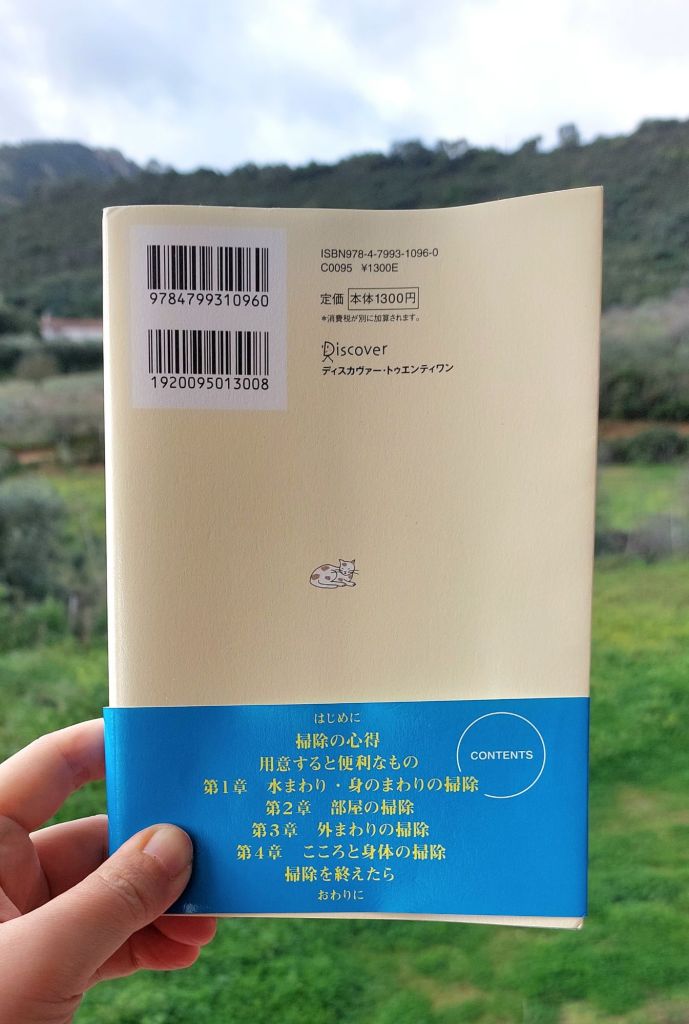 9784799310960
1920095013008
ISBN978-4-7993-1096-0
C0095 ¥1300E
定価 本体1300円
*消費税が別に加算されます。
Discover
ディスカヴァー・トゥエンティワン
CONTENTS
はじめに
掃除の心得
用意すると便利なもの
第1章 水まわり・身のまわりの掃除
第2章 部屋の掃除
第3章 外まわりの掃除
第4章 こころと身体の掃除
掃除を終えたら
おわりに